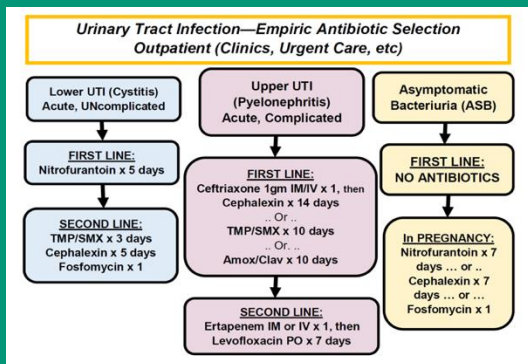 Urinary Tract Infection—Empiric Antibiotic Selection
Outpatient (Clinics, Urgent Care, etc)
Lower UTI (Cystitis)
Acute, UNcomplicated
FIRST LINE:
Nitrofurantoin x 5 days
SECOND LINE:
TMP/SMX x 3 days
Cephalexin x 5 days
Fosfomycin x 1
Upper UTI
(Pyelonephritis)
Acute, Complicated
FIRST LINE:
Ceftriaxone 1gm IM/IV x 1, then
Cephalexin x 14 days
.. Or ..
TMP/SMX x 10 days
.. Or. ..
Amox/Clav x 10 days
SECOND LINE:
Ertapenem IM or IV x 1, then
Levofloxacin PO x 7 days
Asymptomatic
Bacteriuria (ASB)
FIRST LINE:
NO ANTIBIOTICS
In PREGNANCY:
Nitrofurantoin x 7
days ... or ..
Cephalexin x 7
days ... or ...
Fosfomycin x 1